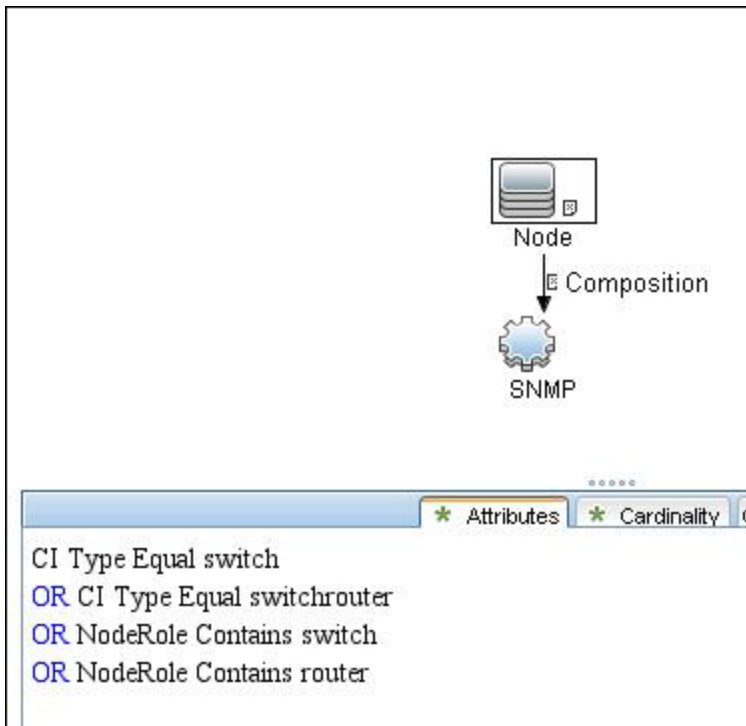 Node
Composition
SNMP
* Attributes * Cardinality
CI Type Equal switch
OR CI Type Equal switchrouter
OR NodeRole Contains switch
OR NodeRole Contains router